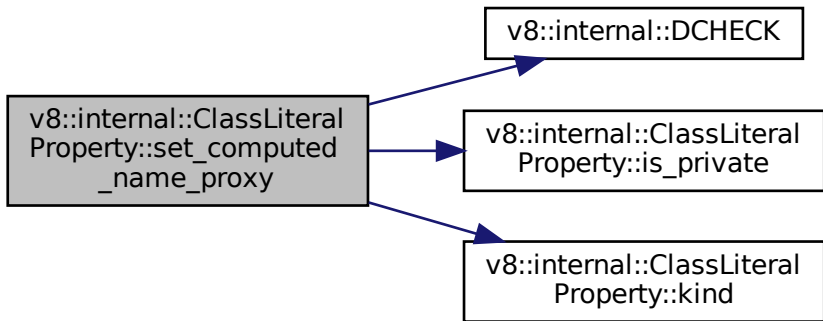 v8::internal::DCHECK
v8::internal::ClassLiteral
Property::set_computed
_name_proxy
v8::internal::ClassLiteral
Property::is_private
v8::internal::ClassLiteral
Property::kind